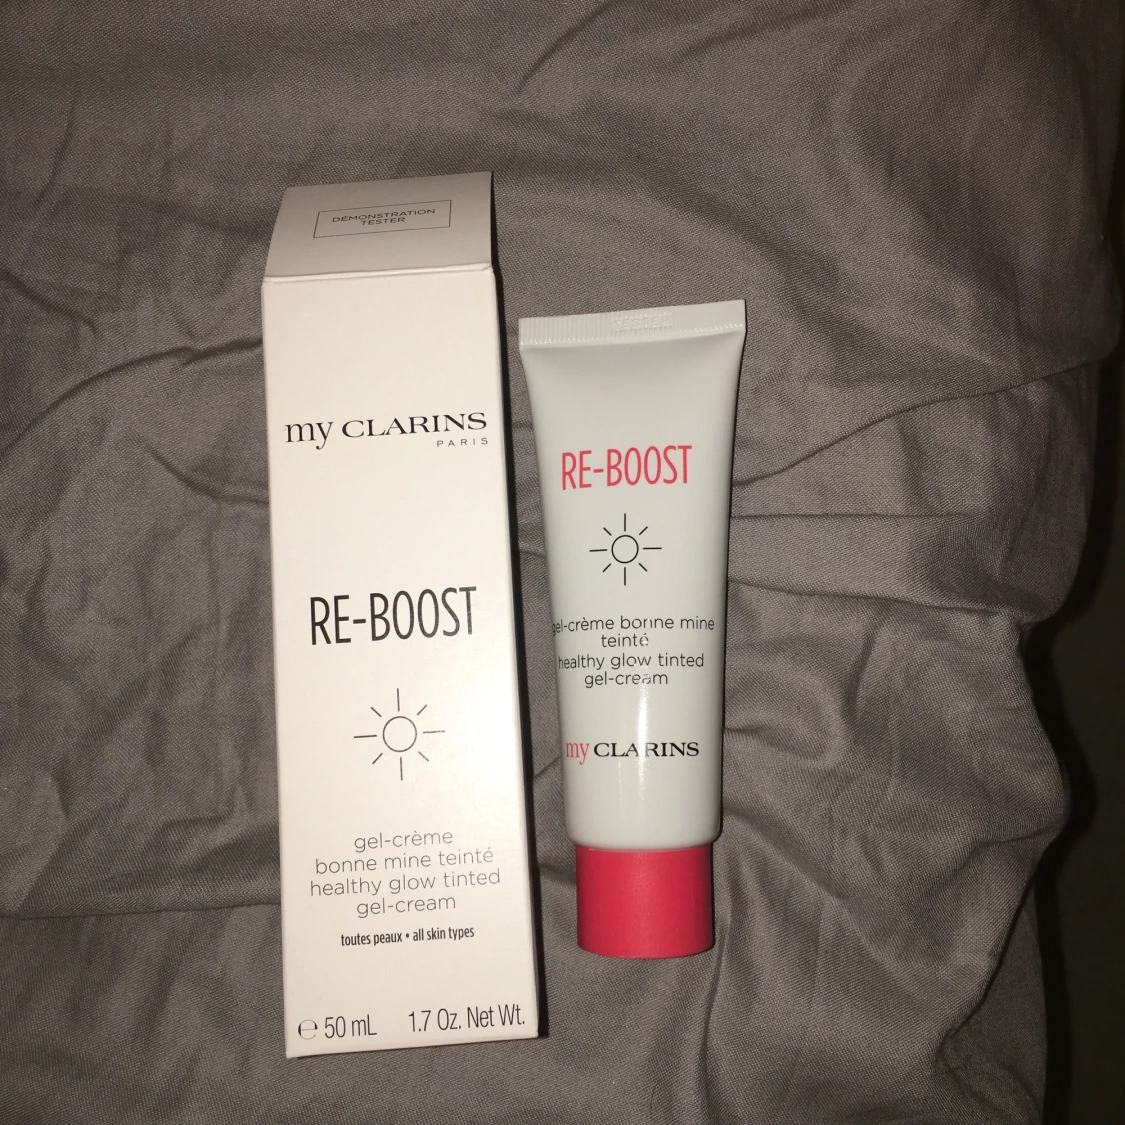 DÉMONSTRATION
TESTER
my CLARINS
PARIS
RE-BOOST
gel-crème
bonne mine teinté
healthy glow tinted
gel-cream
toutes peaux • all skin types
℮ 50 mL 1.7 Oz. Net Wt.
TESTER
RE-BOOST
gel-crème bonne mine
teinté
healthy glow tinted
gel-cream
my CLARINS